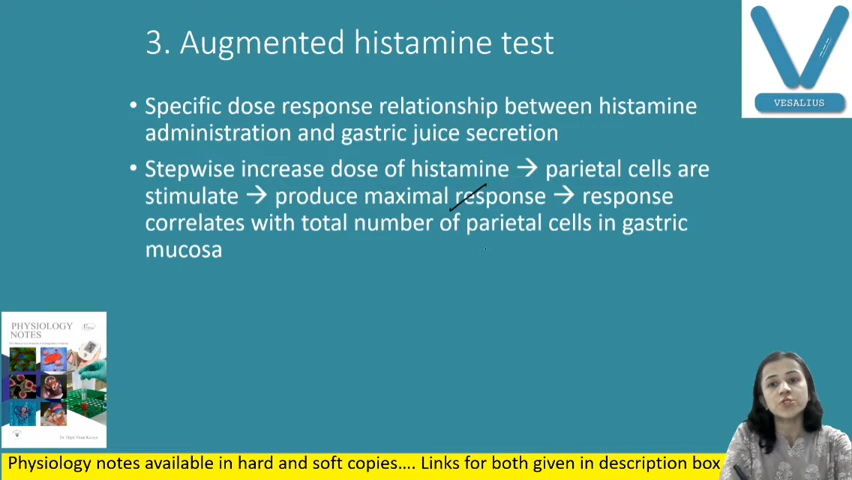 3. Augmented histamine test
VESALIUS
• Specific dose response relationship between histamine
administration and gastric juice secretion
• Stepwise increase dose of histamine → parietal cells are
stimulate → produce maximal response → response
correlates with total number of parietal cells in gastric
mucosa
PHYSIOLOGY
NOTES
Physiology notes available in hard and soft copies.... Links for both given in description box